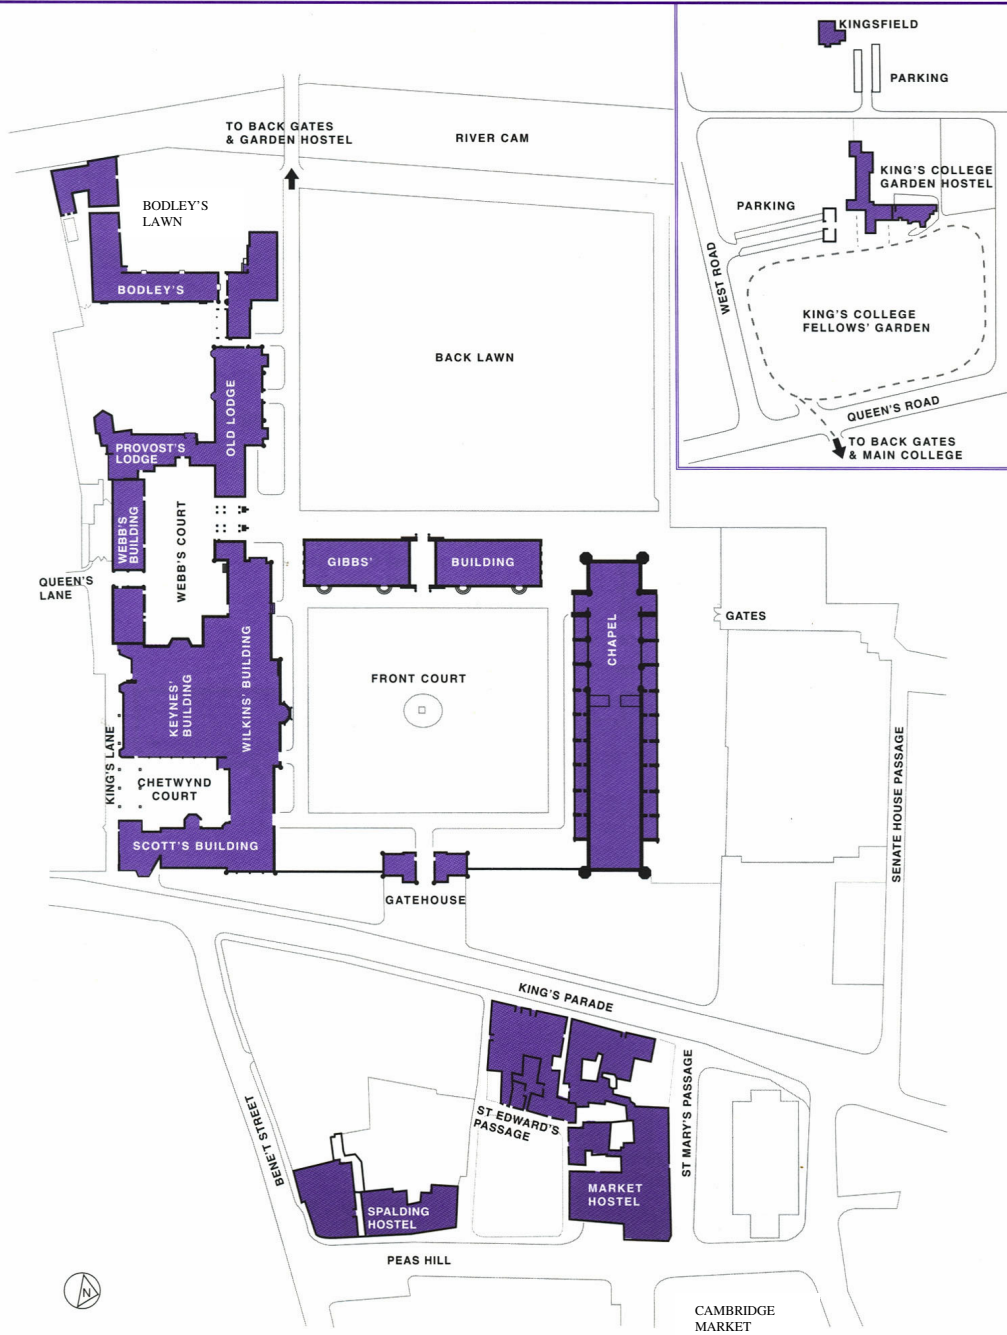 KINGSFIELD
PARKING
TO BACK GATES
& GARDEN HOSTEL
RIVER CAM
KING'S COLLEGE
GARDEN HOSTEL
PARKING
BODLEY'S
LAWN
WEST ROAD
BODLEY'S
KING'S COLLEGE
FELLOWS' GARDEN
BACK LAWN
OLD LODGE
QUEEN'S ROAD
PROVOST'S
LODGE
TO BACK GATES
& MAIN COLLEGE
WEBB'S
BUILDING
WEBB'S COURT
GIBBS'
BUILDING
QUEEN'S
LANE
CHAPEL
GATES
WILKINS' BUILDING
KEYNES'
BUILDING
FRONT COURT
KING'S LANE
CHETWYND
COURT
SENATE HOUSE PASSAGE
SCOTT'S BUILDING
GATEHOUSE
KING'S PARADE
BENE'T STREET
ST EDWARD'S
PASSAGE
ST MARY'S PASSAGE
MARKET
HOSTEL
SPALDING
HOSTEL
PEAS HILL
N
CAMBRIDGE
MARKET